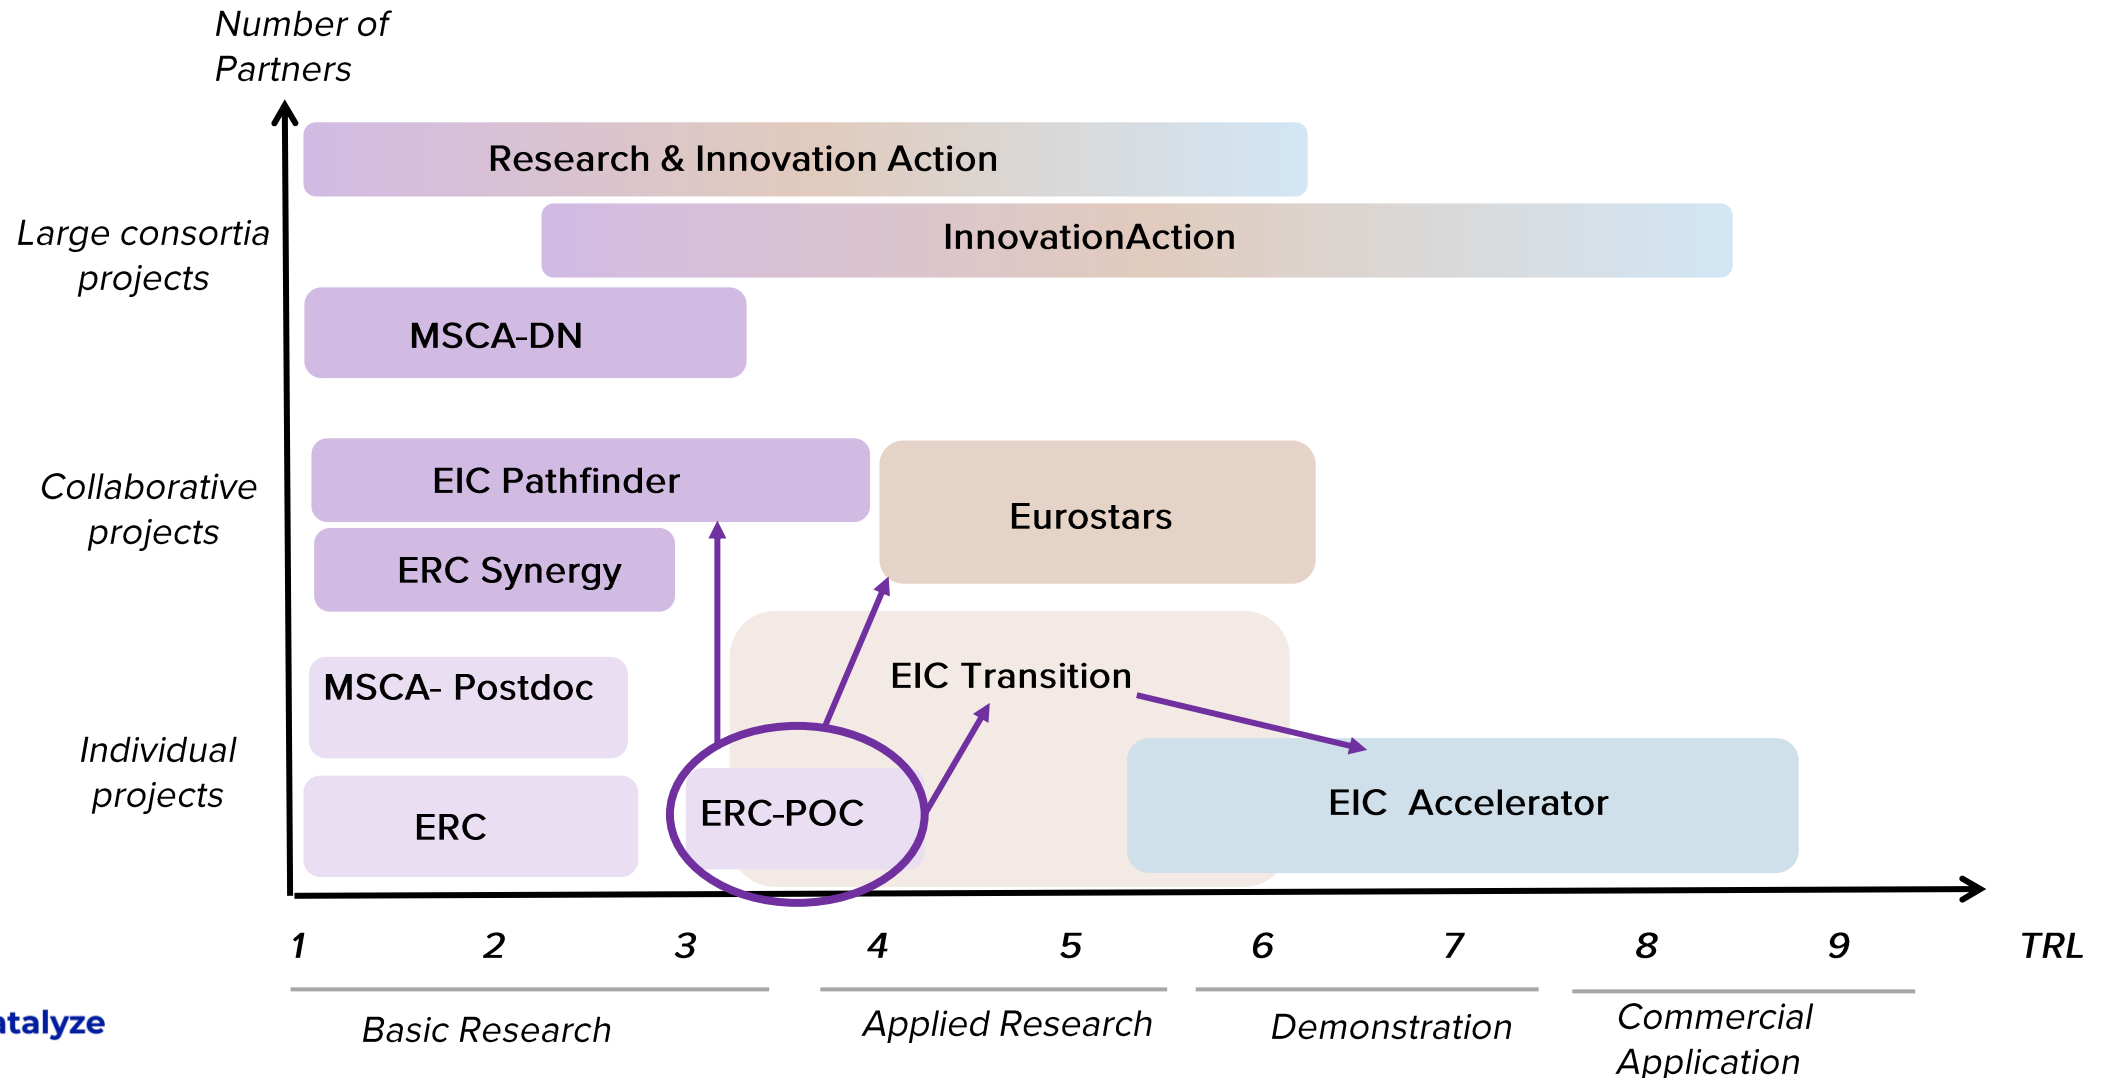 Number of
Partners
Research & Innovation Action
InnovationAction
Large consortia
projects
MSCA-DN
EIC Pathfinder
Eurostars
Collaborative
projects
ERC Synergy
EIC Transition
MSCA- Postdoc
Individual
projects
ERC-POC
EIC Accelerator
ERC
1 2 3 4 5 6 7 8 9 TRL
Basic Research
Applied Research
Demonstration
Commercial
Application
atalyze